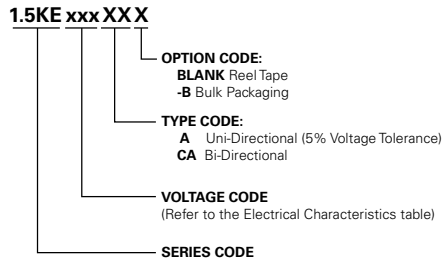 1.5KE xxx XX X
OPTION CODE:
BLANK Reel Tape
-B Bulk Packaging
TYPE CODE:
A Uni-Directional (5% Voltage Tolerance)
CA Bi-Directional
VOLTAGE CODE
(Refer to the Electrical Characteristics table)
SERIES CODE